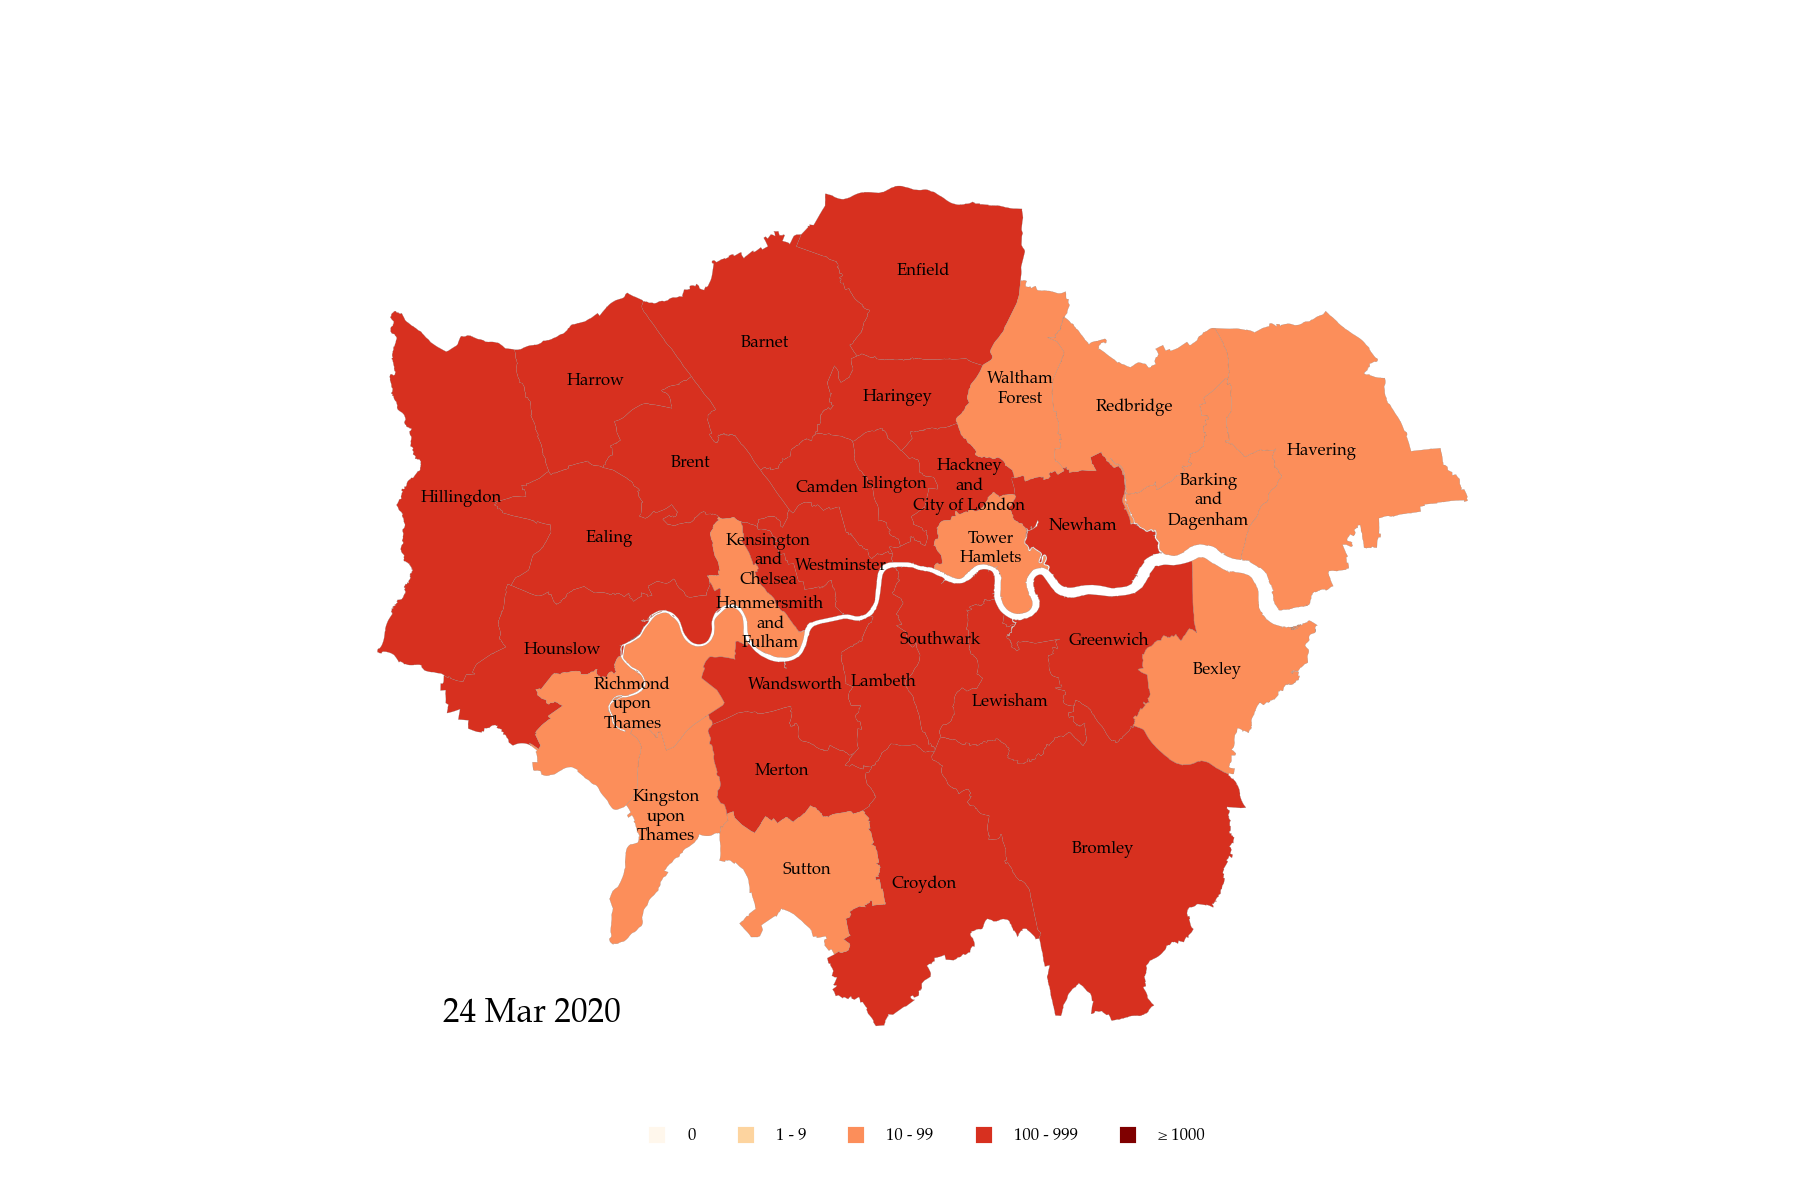 Enfield
Barnet
Harrow
Haringey
Waltham
Forest
Redbridge
Havering
Brent
Hillingdon
Camden
Islington
Hackney
and
City of London
Barking
and
Dagenham
Newham
Ealing
Kensington
and
Chelsea
Westminster
Tower
Hamlets
Hammersmith
and
Fulham
Hounslow
Southwark
Greenwich
Bexley
Richmond
upon
Thames
Wandsworth
Lambeth
Lewisham
Merton
Kingston
upon
Thames
Sutton
Croydon
Bromley
24 Mar 2020
0 1 - 9 10 - 99 100 - 999 ≥ 1000